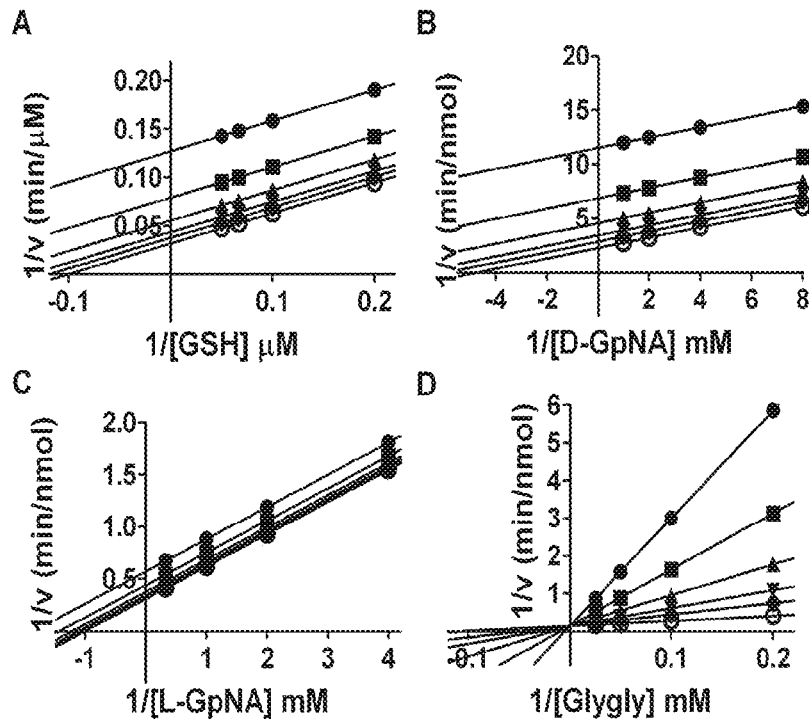 A
1/v (min/μM)
0.20
0.15
0.10
0.05
-0.1
0.1
0.2
1/[GSH] μM
B
1/v (min/nmol)
20
15
10
5
-4
-2
2
4
6
8
1/[D-GpNA] mM
C
1/v (min/nmol)
2.0
1.5
1.0
0.5
-1
1
2
3
4
1/[L-GpNA] mM
D
1/v (min/nmol)
6
5
4
3
2
1
-0.1
0.1
0.2
1/[Glygly] mM